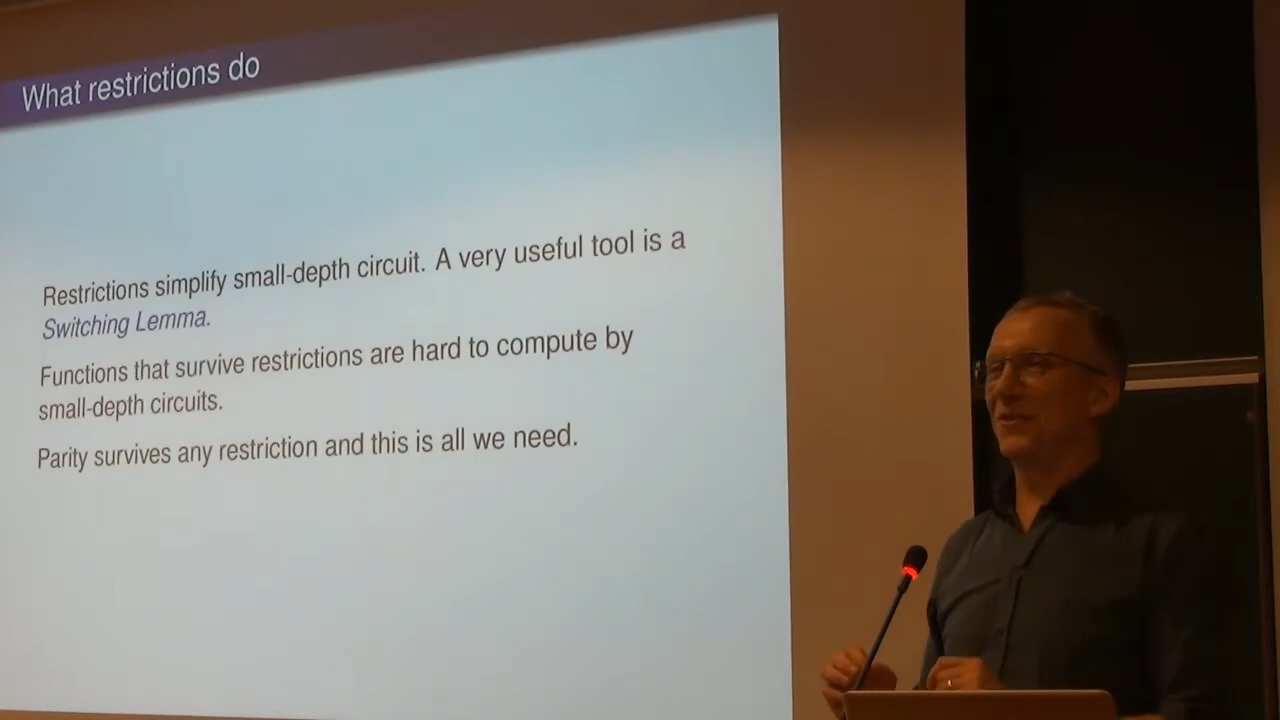 What restrictions do
Restrictions simplify small-depth circuit. A very useful tool is a
Switching Lemma.
Functions that survive restrictions are hard to compute by
small-depth circuits.
Parity survives any restriction and this is all we need.